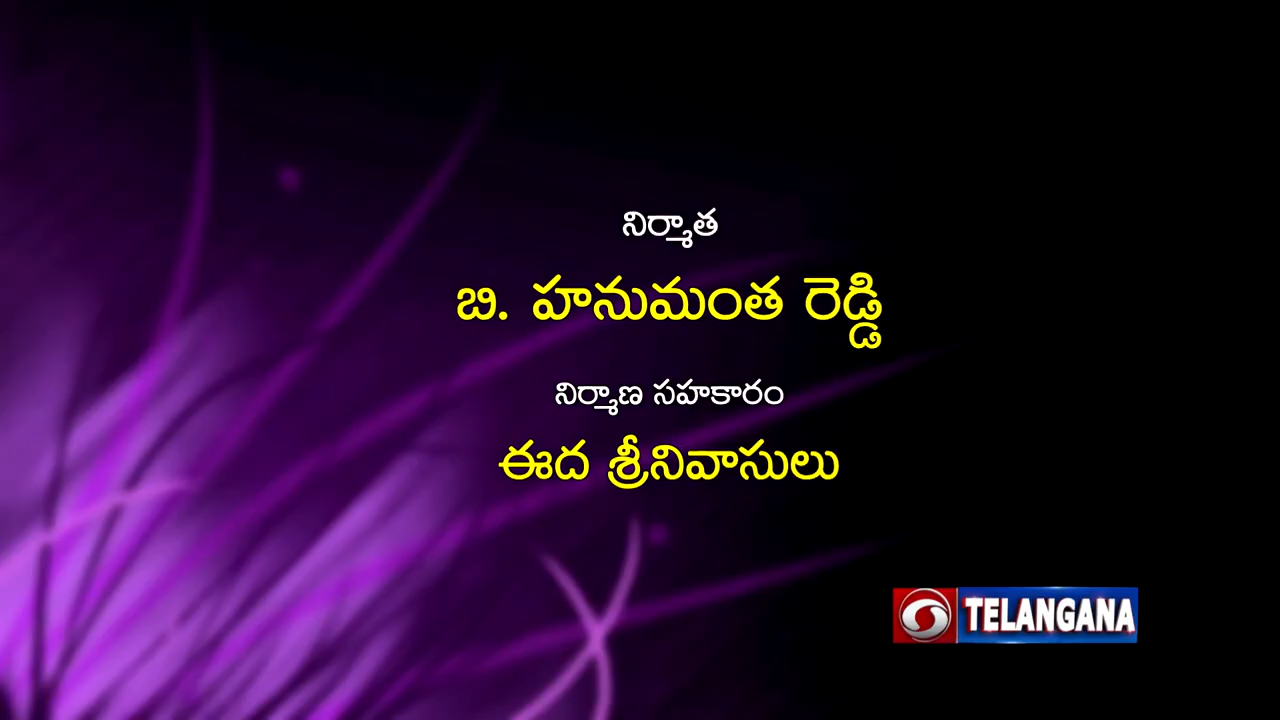 నిర్మాత
బి. హనుమంత రెడ్డి
నిర్మాణ సహకారం
ఈద శ్రీనివాసులు
TELANGANA